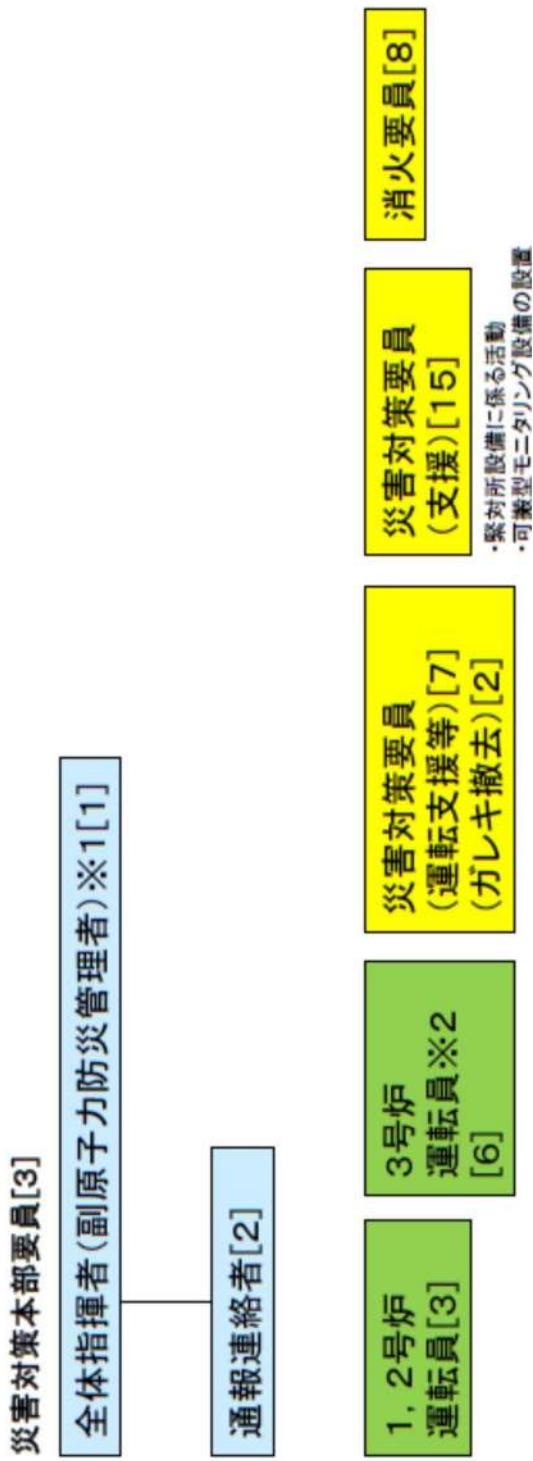 災害対策本部要員[3]
全体指揮者(副原子力防災管理者)※1[1]
通報連絡者[2]
1,2号炉
運転員[3]
3号炉
運転員※2
[6]
災害対策要員
(運転支援等)[7]
(ガレキ撤去)[2]
災害対策要員
(支援)[15]
・緊対所設備に係る活動
・可搬型モニタリング設備の設置
消火要員[8]